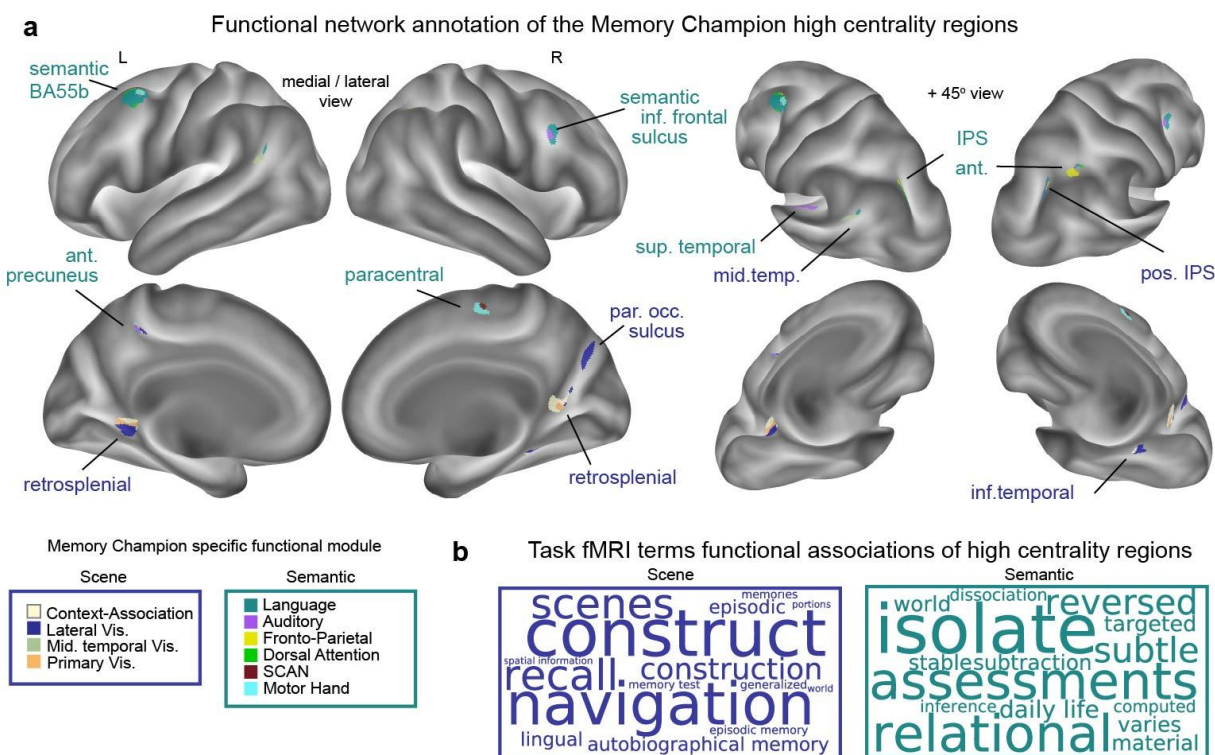 a
Functional network annotation of the Memory Champion high centrality regions
L
R
semantic
BA55b
medial / lateral
view
semantic
inf. frontal
sulcus
+ 45º view
IPS
ant.
sup. temporal
mid.temp.
pos. IPS
ant.
precuneus
paracentral
par. occ.
sulcus
retrosplenial
retrosplenial
inf.temporal
Memory Champion specific functional module
Scene
Context-Association
Lateral Vis.
Mid. temporal Vis.
Primary Vis.
Semantic
Language
Auditory
Fronto-Parietal
Dorsal Attention
SCAN
Motor Hand
b
Task fMRI terms functional associations of high centrality regions
Scene
memories
scenes
episodic
portions
construct
spatial information
recall
construction
memory test
generalized
world
navigation
episodic memory
lingual
autobiographical memory
Semantic
dissociation
world
reversed
isolate
targeted
subtle
stable
subtraction
assessments
inference
daily life
computed
relational
varies
material